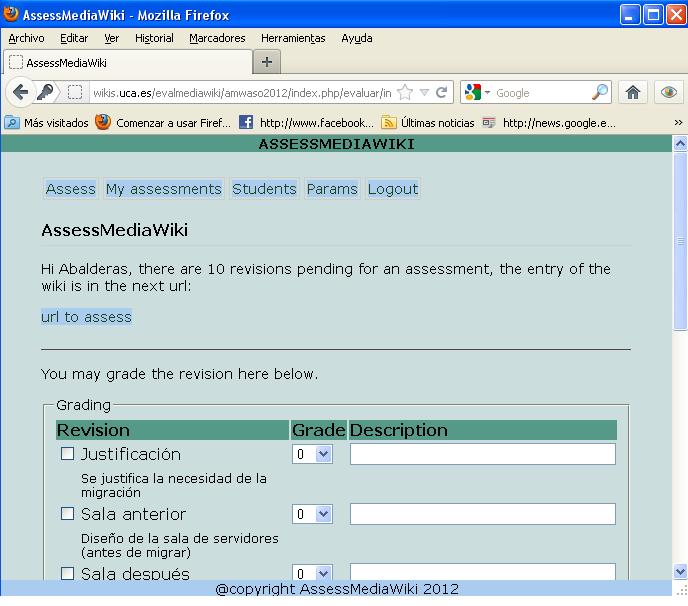 AssessMediaWiki - Mozilla Firefox
Archivo Editar Ver Historial Marcadores Herramientas Ayuda
AssessMediaWiki
wikis.uca.es/evalmediawiki/amwaso2012/index.php/evaluar/in
Google
Más visitados Comenzar a usar Firef... http://www.facebook... Últimas noticias http://news.google.e... »
ASSESSMEDIAWIKI
Assess My assessments Students Params Logout
AssessMediaWiki
Hi Abalderas, there are 10 revisions pending for an assessment, the entry of the
wiki is in the next url:
url to assess
You may grade the revision here below.
Grading
Revision Grade Description
Justificación 0
Se justifica la necesidad de la
migración
Sala anterior 0
Diseño de la sala de servidores
(antes de migrar)
Sala después 0
@copyright AssessMediaWiki 2012